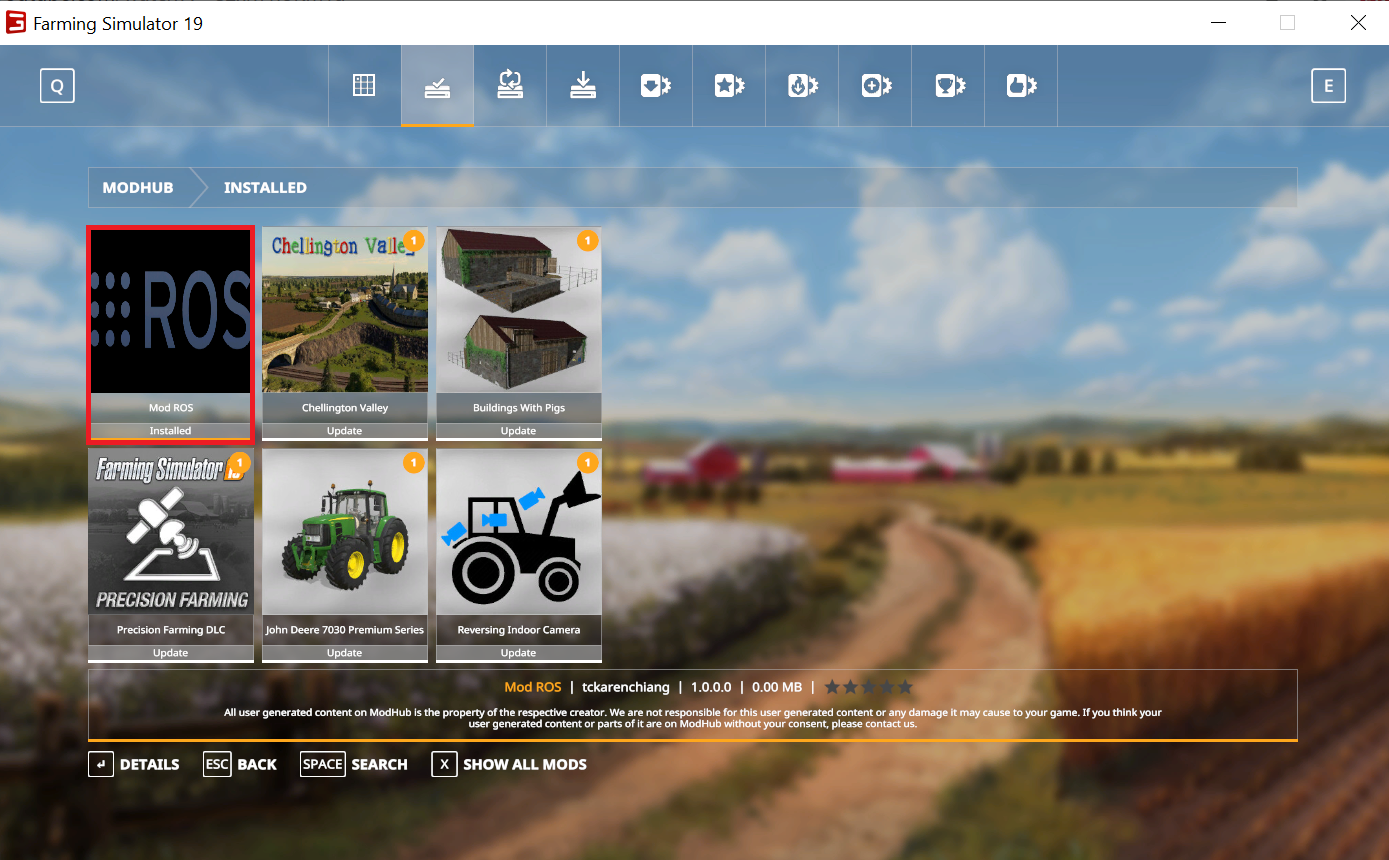 Farming Simulator 19
Q
E
MODHUB
INSTALLED
ROS
Mod ROS
Installed
Chellington Valley
1
Chellington Valley
Update
1
Buildings With Pigs
Update
Farming Simulator 19
1
PRECISION FARMING
Precision Farming DLC
Update
1
John Deere 7030 Premium Series
Update
1
Reversing Indoor Camera
Update
Mod ROS | tckarenchiang | 1.0.0.0 | 0.00 MB |
All user generated content on ModHub is the property of the respective creator. We are not responsible for this user generated content or any damage it may cause to your game. If you think your
user generated content or parts of it are on ModHub without your consent, please contact us.
DETAILS ESC BACK SPACE SEARCH X SHOW ALL MODS